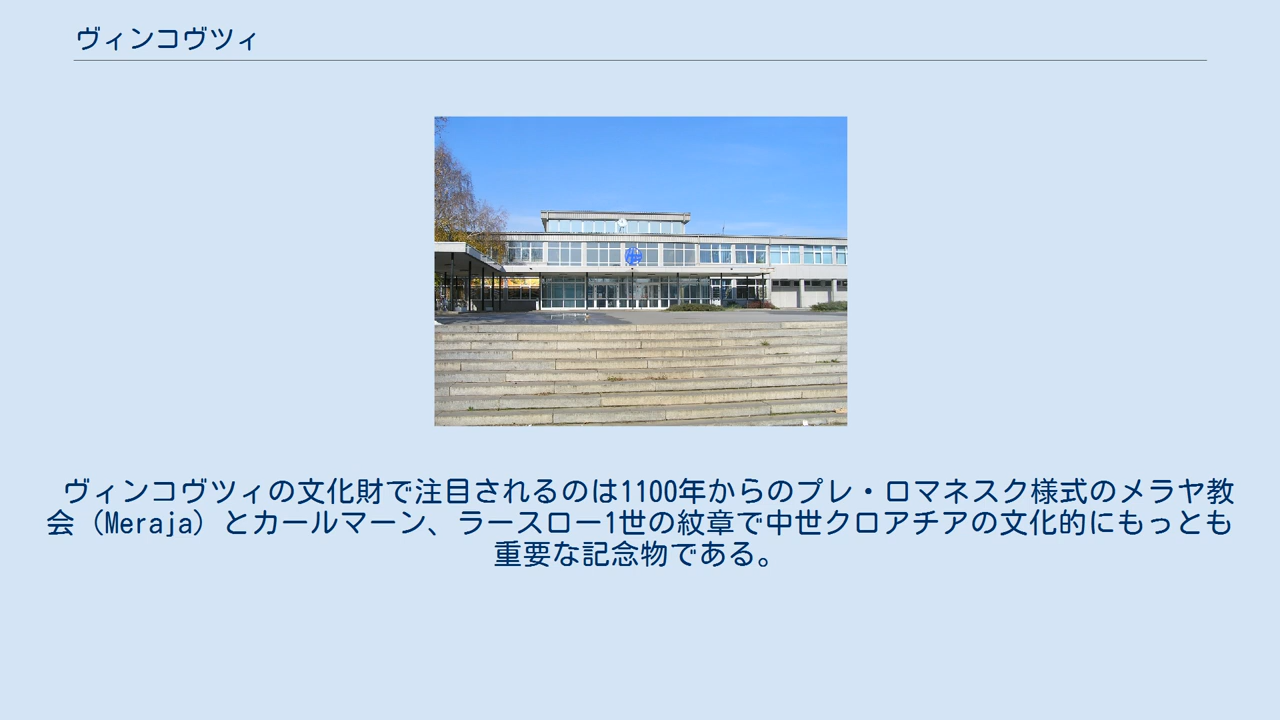 ヴィンコヴツィ
ヴィンコヴツィの文化財で注目されるのは1100年からのプレ・ロマネスク様式のメラヤ教
会（Meraja）とカールマーン、ラースロー1世の紋章で中世クロアチアの文化的にもっとも
重要な記念物である。